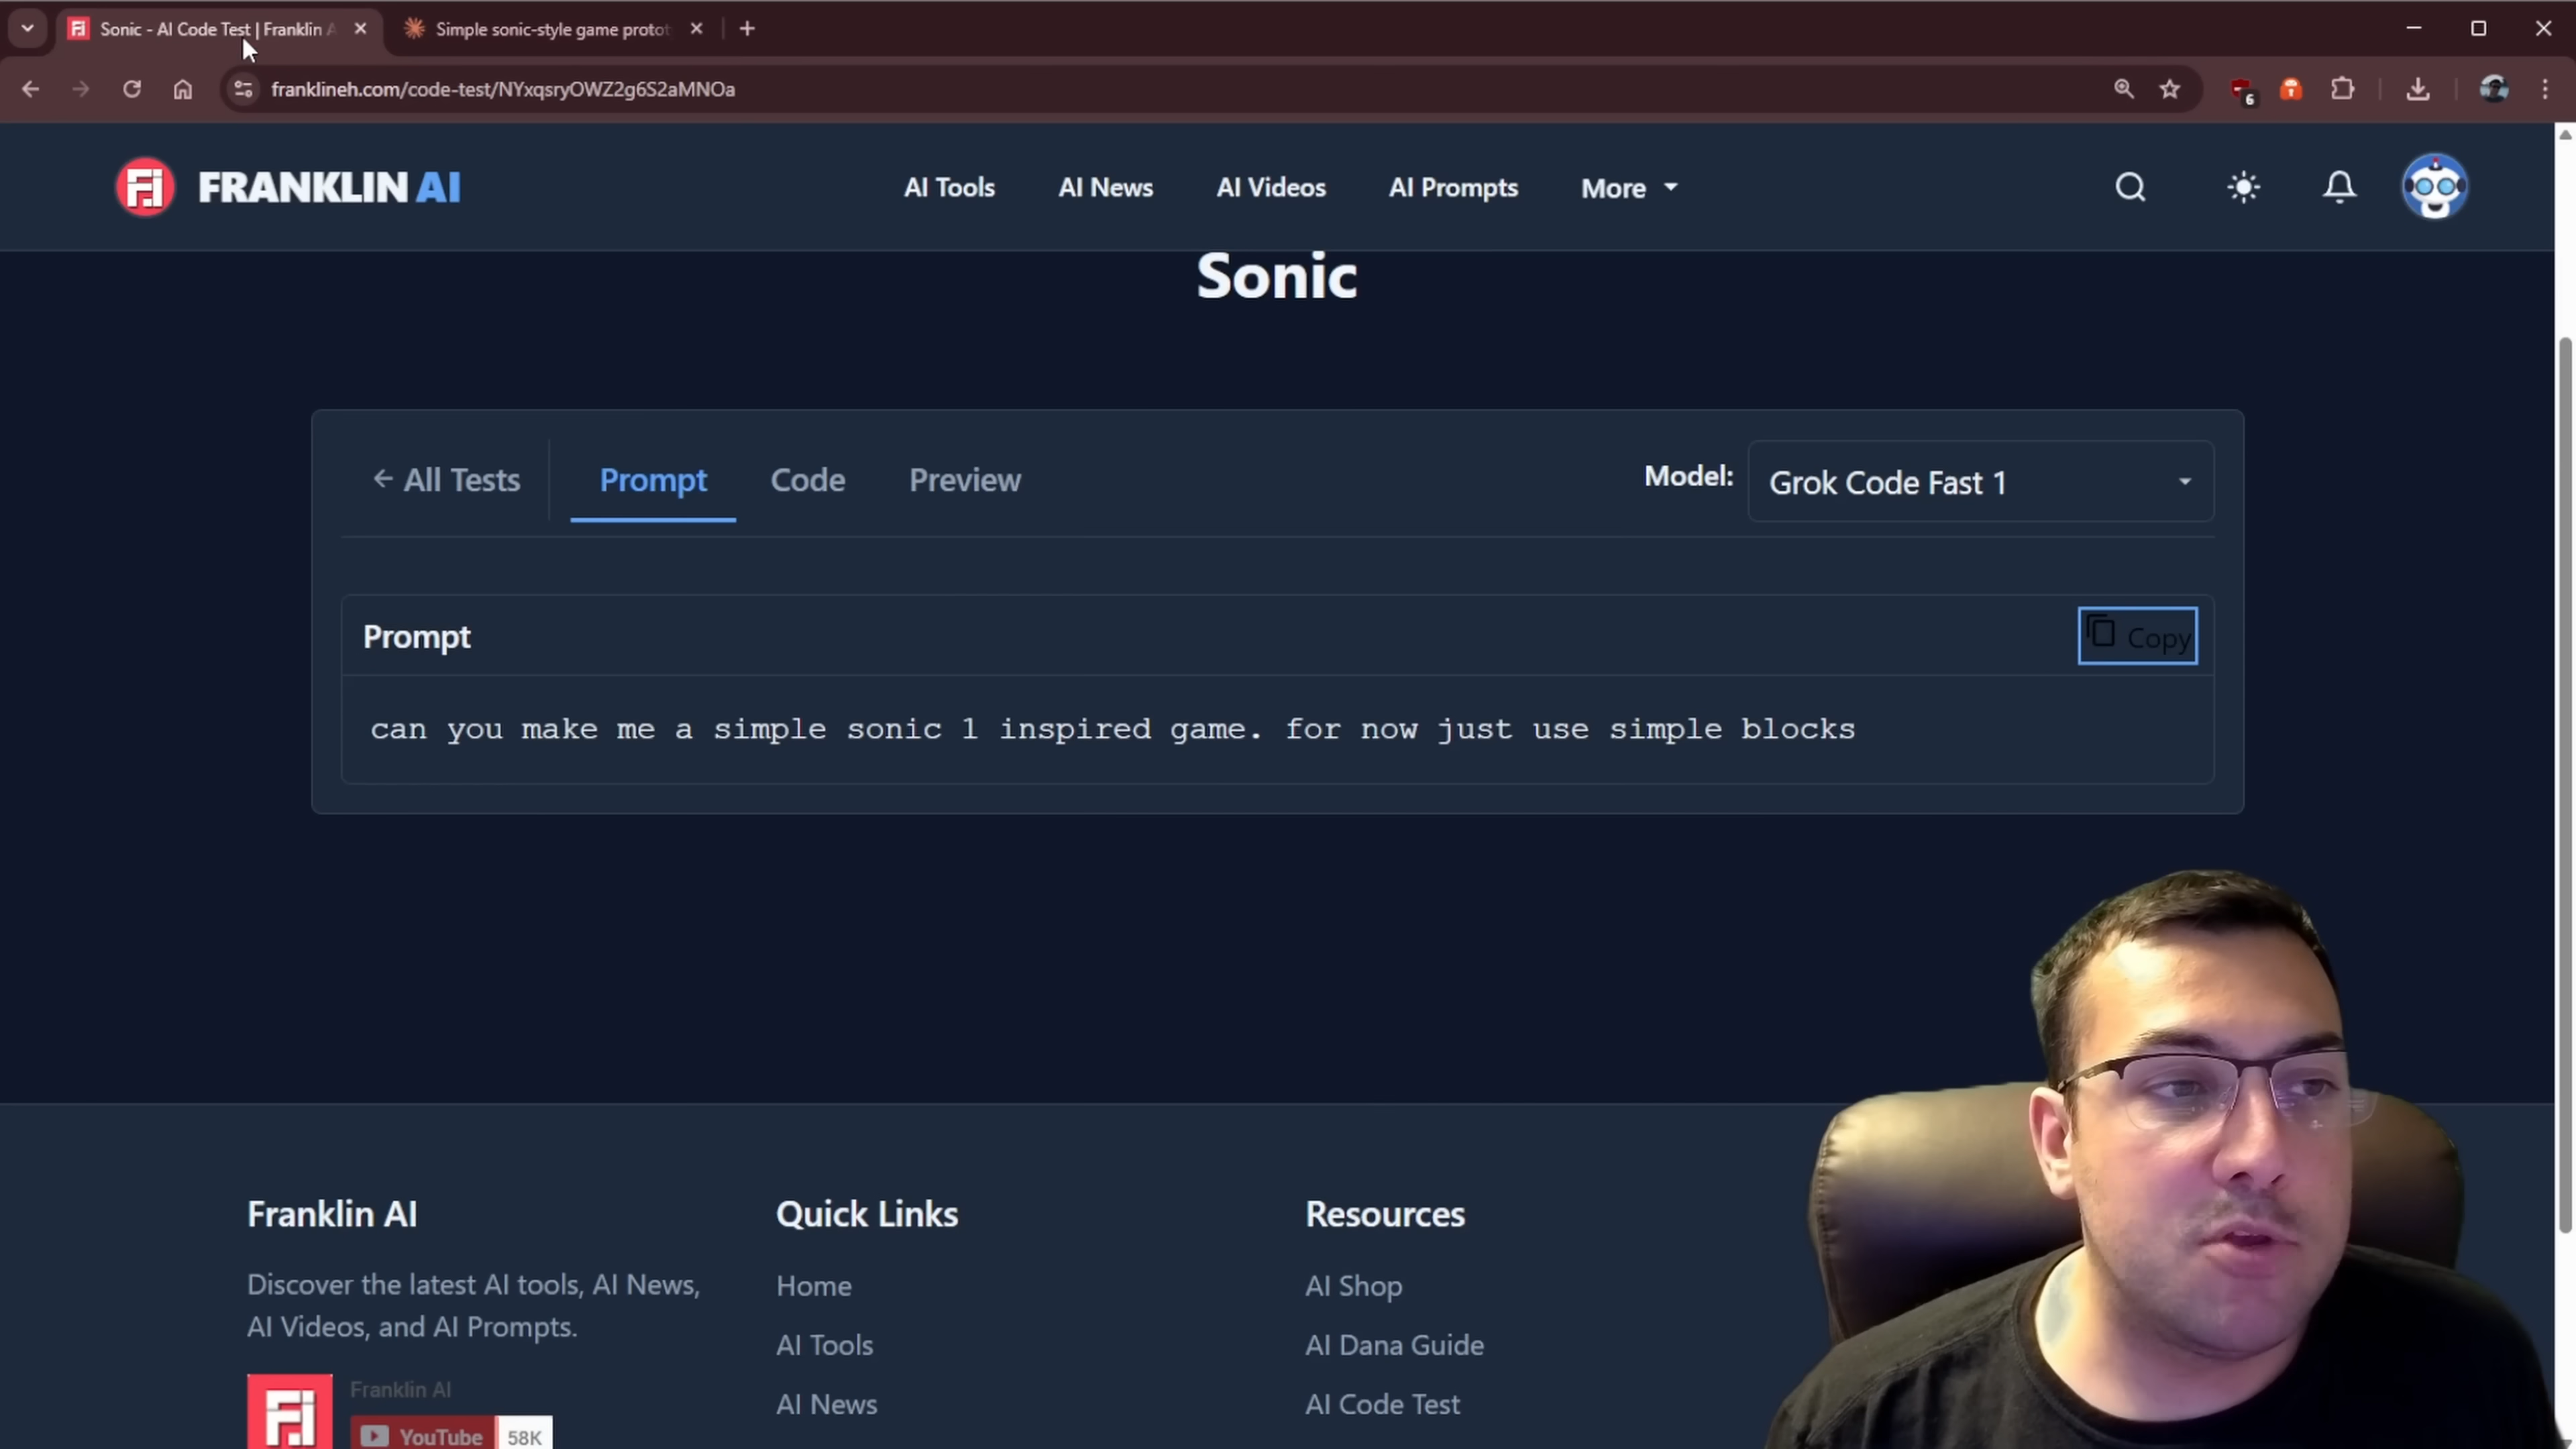 Sonic - AI Code Test | Franklin A
Simple sonic-style game protot
franklineh.com/code-test/NYxqsryOWZ2g6S2aMNOa
6
FRANKLIN AI
AI Tools
AI News
AI Videos
AI Prompts
More
Sonic
← All Tests
Prompt
Code
Preview
Model:
Grok Code Fast 1
Prompt
Copy
can you make me a simple sonic 1 inspired game. for now just use simple blocks
Franklin AI
Quick Links
Resources
Discover the latest AI tools, AI News,
AI Videos, and AI Prompts.
Home
AI Shop
AI Tools
AI Dana Guide
Franklin AI
AI News
AI Code Test
YouTube
58K